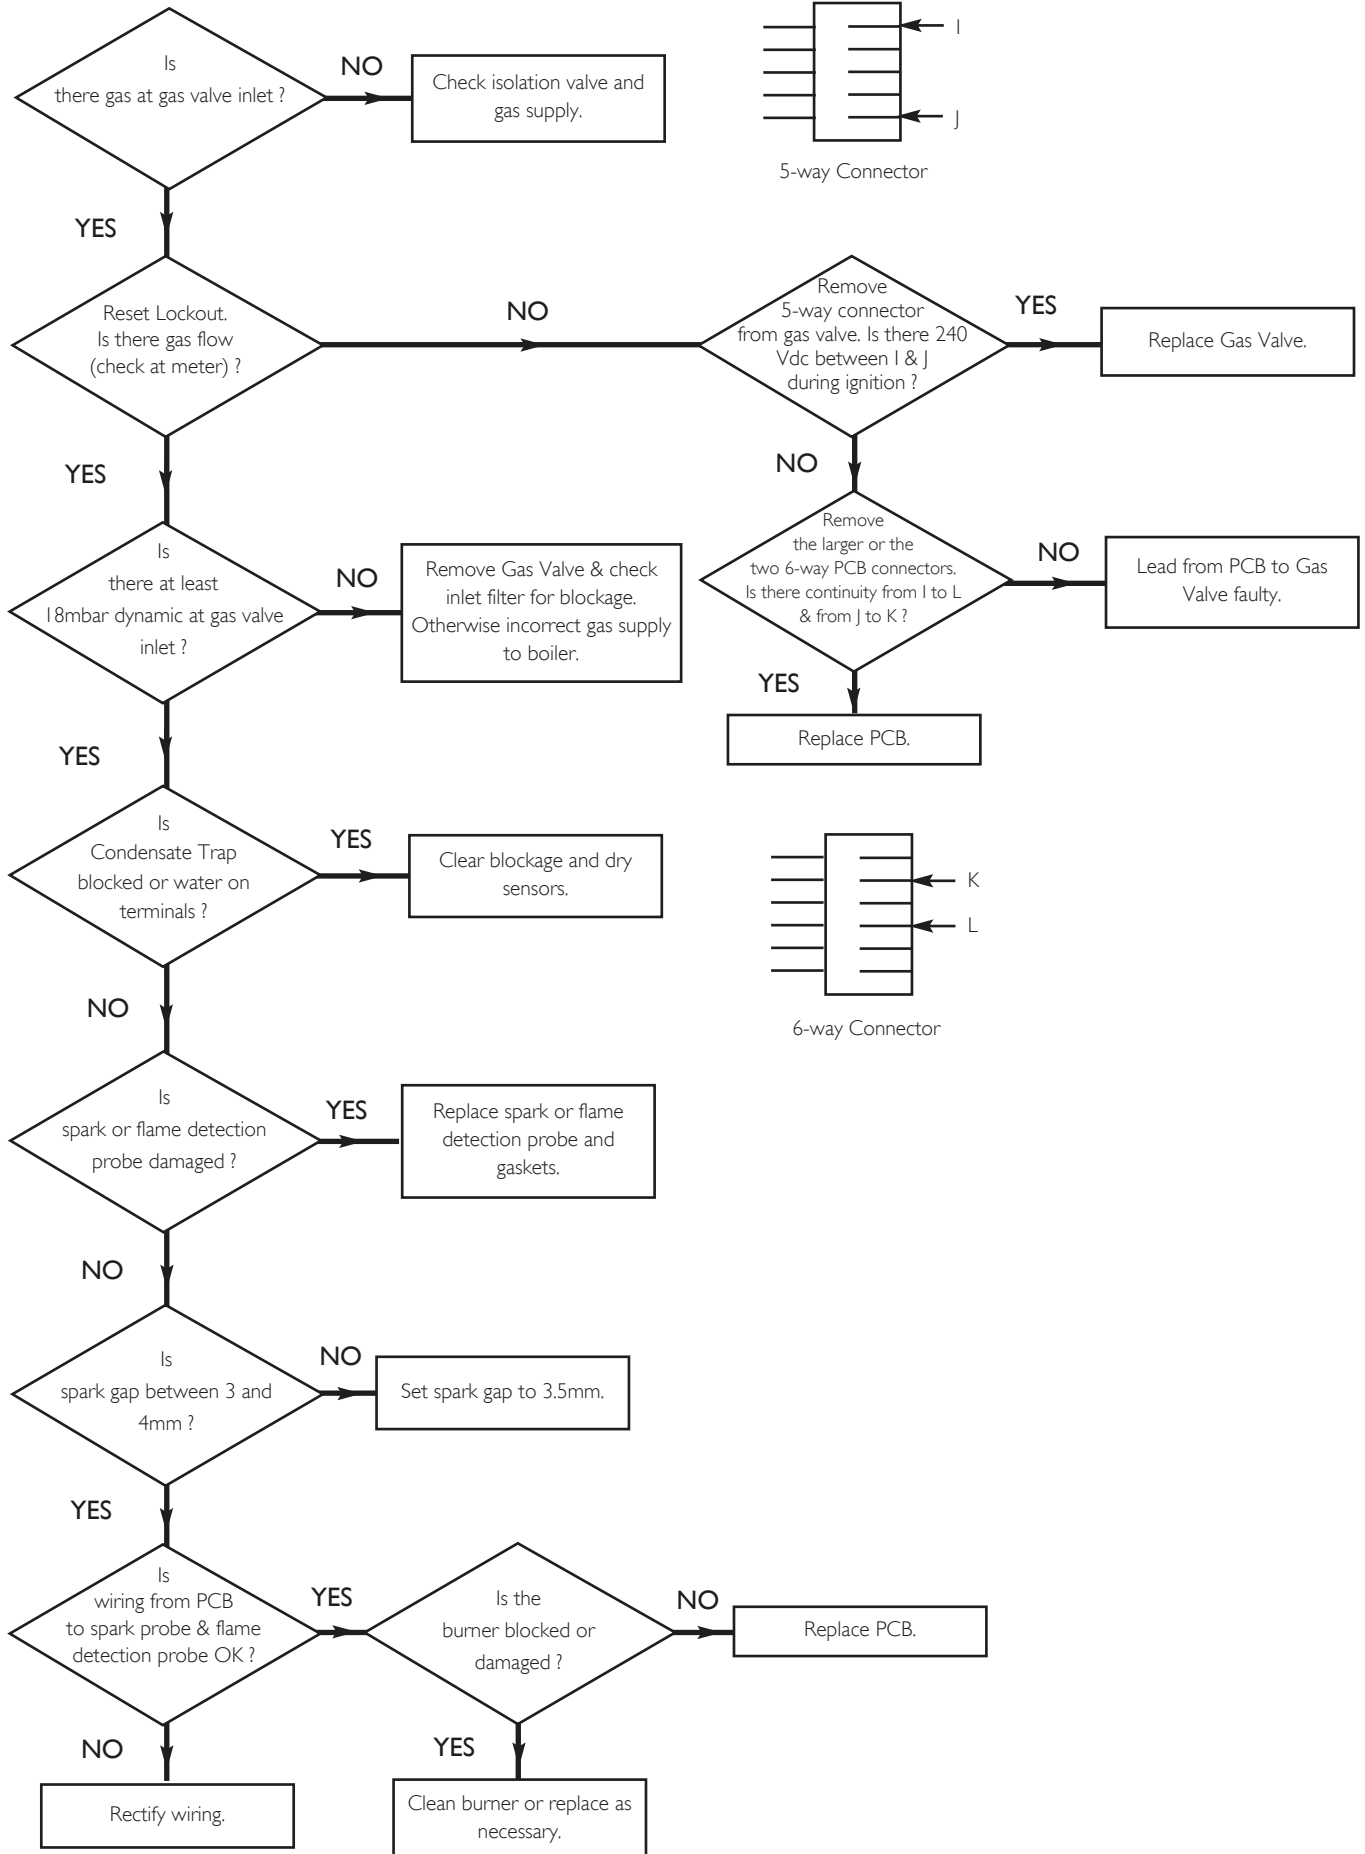 Is
there gas at gas valve inlet ?
NO
Check isolation valve and
gas supply.
I
J
5-way Connector
YES
Reset Lockout.
Is there gas flow
(check at meter) ?
NO
Remove
5-way connector
from gas valve. Is there 240
Vdc between I & J
during ignition ?
YES
Replace Gas Valve.
YES
NO
Is
there at least
18mbar dynamic at gas valve
inlet ?
NO
Remove Gas Valve & check
inlet filter for blockage.
Otherwise incorrect gas supply
to boiler.
Remove
the larger or the
two 6-way PCB connectors.
Is there continuity from I to L
& from J to K ?
NO
Lead from PCB to Gas
Valve faulty.
YES
YES
Replace PCB.
Is
Condensate Trap
blocked or water on
terminals ?
YES
Clear blockage and dry
sensors.
K
L
6-way Connector
NO
Is
spark or flame detection
probe damaged ?
YES
Replace spark or flame
detection probe and
gaskets.
NO
Is
spark gap between 3 and
4mm ?
NO
Set spark gap to 3.5mm.
YES
Is
wiring from PCB
to spark probe & flame
detection probe OK ?
YES
Is the
burner blocked or
damaged ?
NO
Replace PCB.
NO
YES
Rectify wiring.
Clean burner or replace as
necessary.